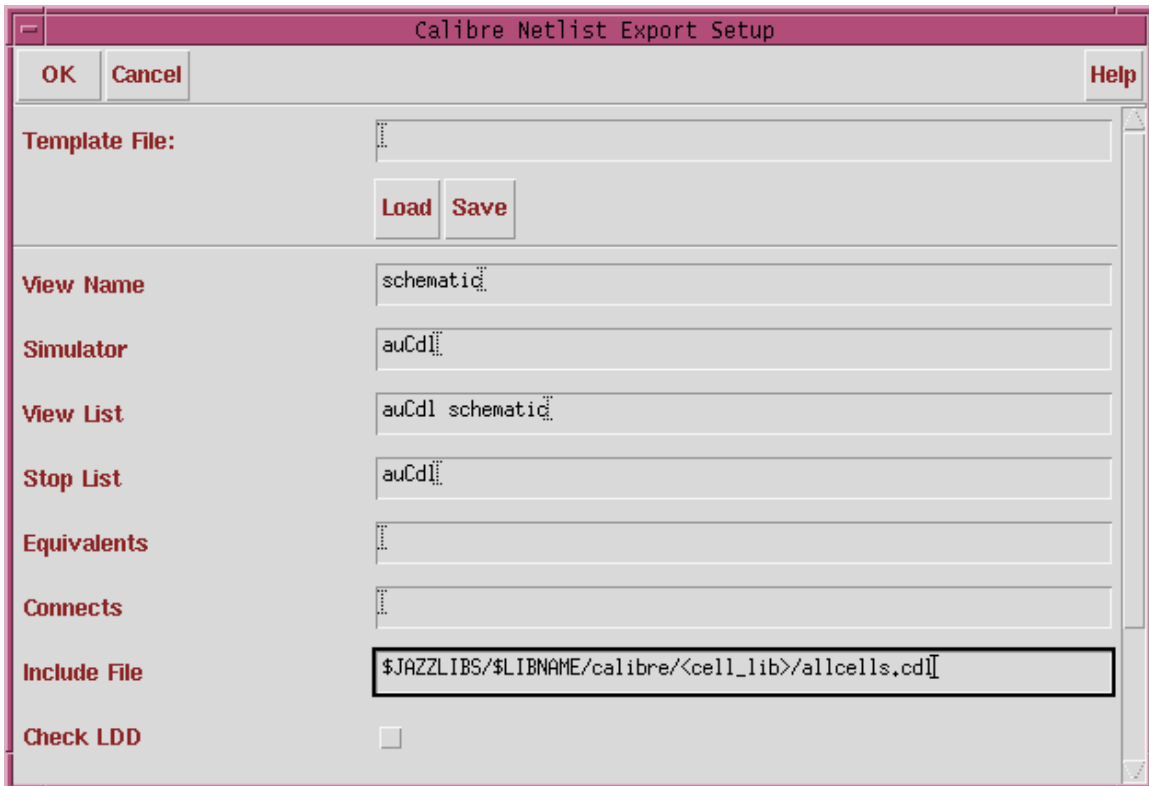 Calibre Netlist Export Setup
OK Cancel Help
Template File:
Load Save
View Name schematic
Simulator auCdl
View List auCdl schematic
Stop List auCdl
Equivalents
Connects
Include File $JAZZLIBS/$LIBNAME/calibre/<cell_lib>/allcells.cdl
Check LDD